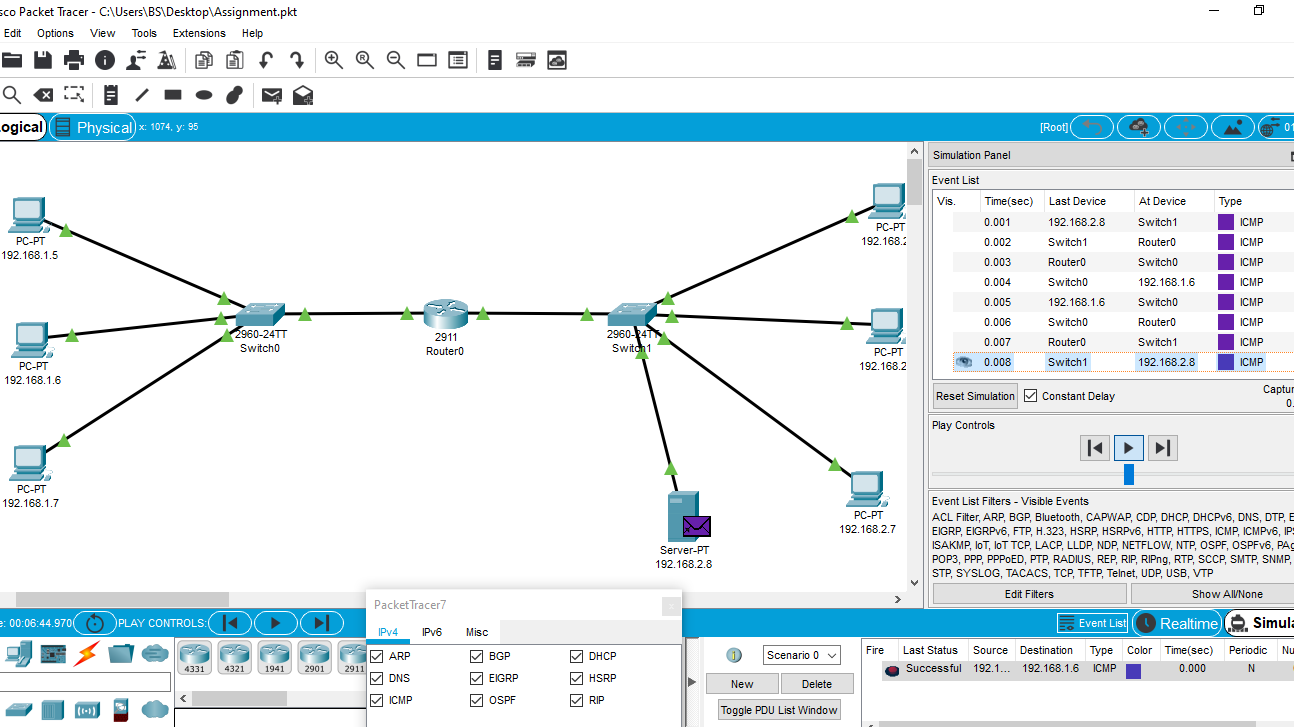 sco Packet Tracer - C:\Users\BS\Desktop\Assignment.pkt
Edit Options View Tools Extensions Help
ogical Physical x: 1074, y: 95 [Root] 01
PC-PT
192.168.1.5
PC-PT
192.168.1.6
PC-PT
192.168.1.7
2960-24TT
Switch0
2911
Router0
2960-24TT
Switch1
PC-PT
192.168.2
PC-PT
192.168.2
PC-PT
192.168.2.7
Server-PT
192.168.2.8
Simulation Panel
Event List
Vis. Time(sec) Last Device At Device Type
0.001 192.168.2.8 Switch1 ICMP
0.002 Switch1 Router0 ICMP
0.003 Router0 Switch0 ICMP
0.004 Switch0 192.168.1.6 ICMP
0.005 192.168.1.6 Switch0 ICMP
0.006 Switch0 Router0 ICMP
0.007 Router0 Switch1 ICMP
0.008 Switch1 192.168.2.8 ICMP
Reset Simulation Constant Delay Captu
0.
Play Controls
Event List Filters - Visible Events
ACL Filter, ARP, BGP, Bluetooth, CAPWAP, CDP, DHCP, DHCPv6, DNS, DTP, E
EIGRP, EIGRPv6, FTP, H.323, HSRP, HSRPv6, HTTP, HTTPS, ICMP, ICMPv6, IPS
ISAKMP, IoT, IoT TCP, LACP, LLDP, NDP, NETFLOW, NTP, OSPF, OSPFv6, PAg
POP3, PPP, PPPoED, PTP, RADIUS, REP, RIP, RIPng, RTP, SCCP, SMTP, SNMP,
STP, SYSLOG, TACACS, TCP, TFTP, Telnet, UDP, USB, VTP
Edit Filters Show All/None
e: 00:06:44.970 PLAY CONTROLS:
Event List Realtime Simula
4331 4321 1941 2901 2911
PacketTracer7
IPv4 IPv6 Misc
ARP BGP DHCP
DNS EIGRP HSRP
ICMP OSPF RIP
Scenario 0
New Delete
Toggle PDU List Window
Fire Last Status Source Destination Type Color Time(sec) Periodic Nu
Successful 192.1... 192.168.1.6 ICMP 0.000 N